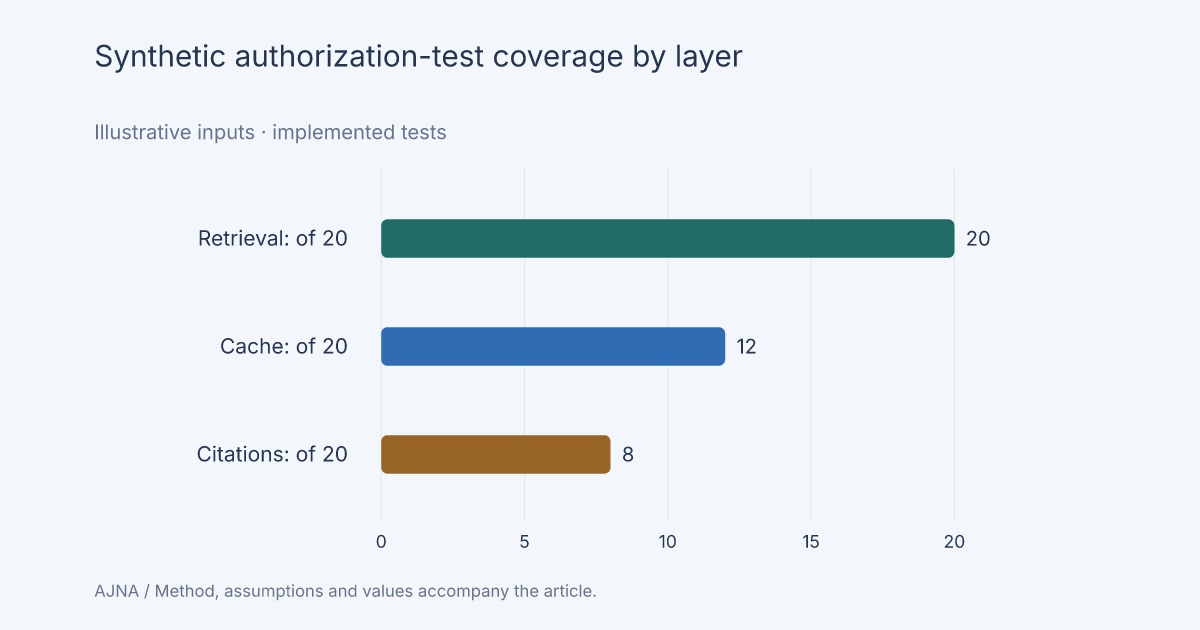 Synthetic authorization-test coverage by layer
Illustrative inputs · implemented tests
Retrieval: of 20
20
Cache: of 20
12
Citations: of 20
8
0 5 10 15 20
AJNA / Method, assumptions and values accompany the article.